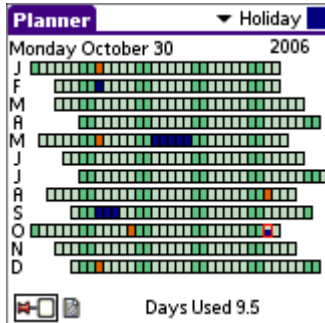 Planner
Holiday
Monday October 30
2006
J
F
M
A
M
J
J
A
S
O
N
D
Days Used 9.5